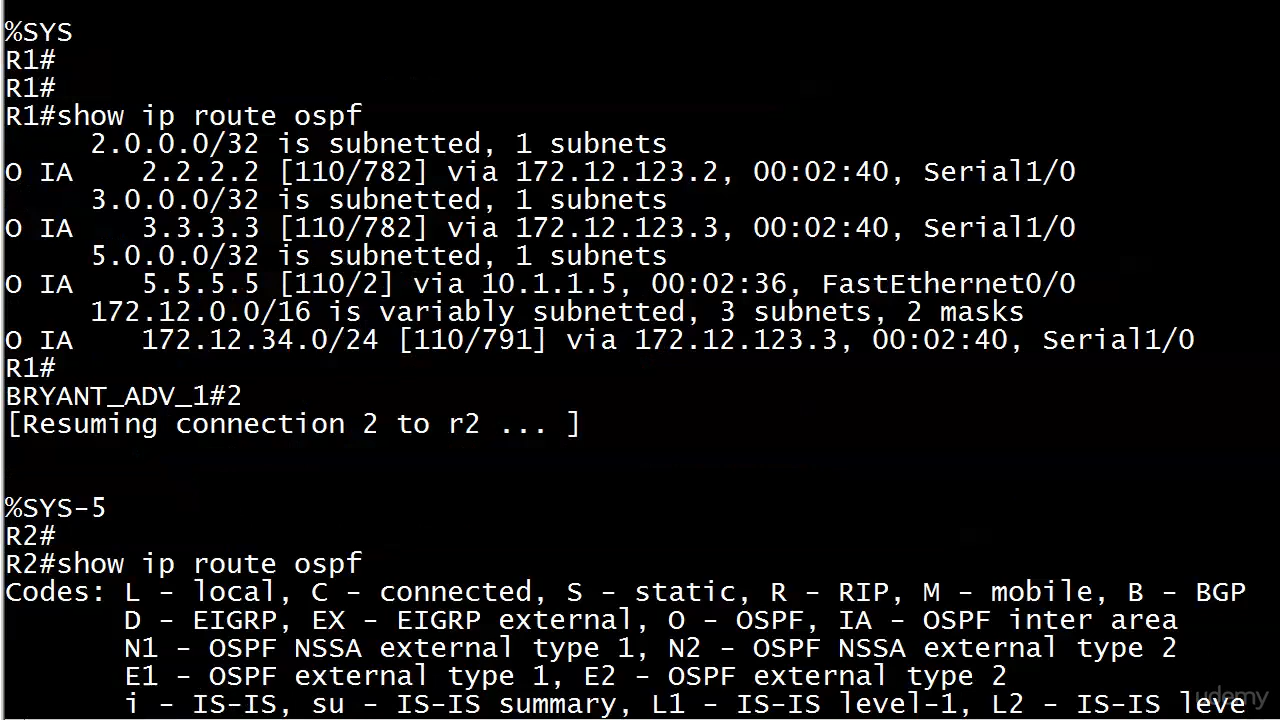 %SYS
R1#
R1#
R1#show ip route ospf
     2.0.0.0/32 is subnetted, 1 subnets
O IA    2.2.2.2 [110/782] via 172.12.123.2, 00:02:40, Serial1/0
     3.0.0.0/32 is subnetted, 1 subnets
O IA    3.3.3.3 [110/782] via 172.12.123.3, 00:02:40, Serial1/0
     5.0.0.0/32 is subnetted, 1 subnets
O IA    5.5.5.5 [110/2] via 10.1.1.5, 00:02:36, FastEthernet0/0
     172.12.0.0/16 is variably subnetted, 3 subnets, 2 masks
O IA    172.12.34.0/24 [110/791] via 172.12.123.3, 00:02:40, Serial1/0
R1#
BRYANT_ADV_1#2
[Resuming connection 2 to r2 ... ]
%SYS-5
R2#
R2#show ip route ospf
Codes: L - local, C - connected, S - static, R - RIP, M - mobile, B - BGP
       D - EIGRP, EX - EIGRP external, O - OSPF, IA - OSPF inter area
       N1 - OSPF NSSA external type 1, N2 - OSPF NSSA external type 2
       E1 - OSPF external type 1, E2 - OSPF external type 2
       i - IS-IS, su - IS-IS summary, L1 - IS-IS level-1, L2 - IS-IS leve
udemy